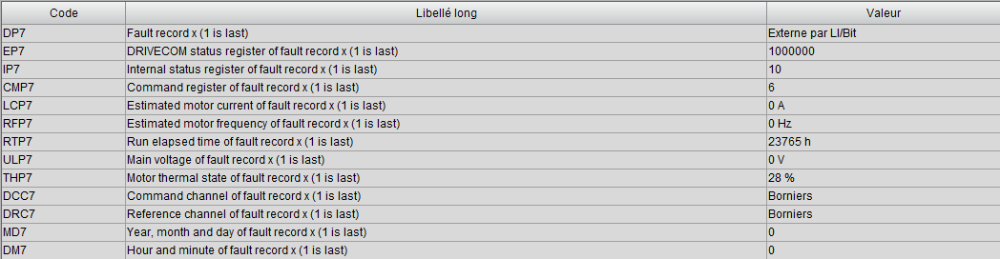 Code Libellé long Valeur
DP7 Fault record x (1 is last) Externe par LI/Bit
EP7 DRIVECOM status register of fault record x (1 is last) 1000000
IP7 Internal status register of fault record x (1 is last) 10
CMP7 Command register of fault record x (1 is last) 6
LCP7 Estimated motor current of fault record x (1 is last) 0 A
RFP7 Estimated motor frequency of fault record x (1 is last) 0 Hz
RTP7 Run elapsed time of fault record x (1 is last) 23765 h
ULP7 Main voltage of fault record x (1 is last) 0 V
THP7 Motor thermal state of fault record x (1 is last) 28 %
DCC7 Command channel of fault record x (1 is last) Borniers
DRC7 Reference channel of fault record x (1 is last) Borniers
MD7 Year, month and day of fault record x (1 is last) 0
DM7 Hour and minute of fault record x (1 is last) 0